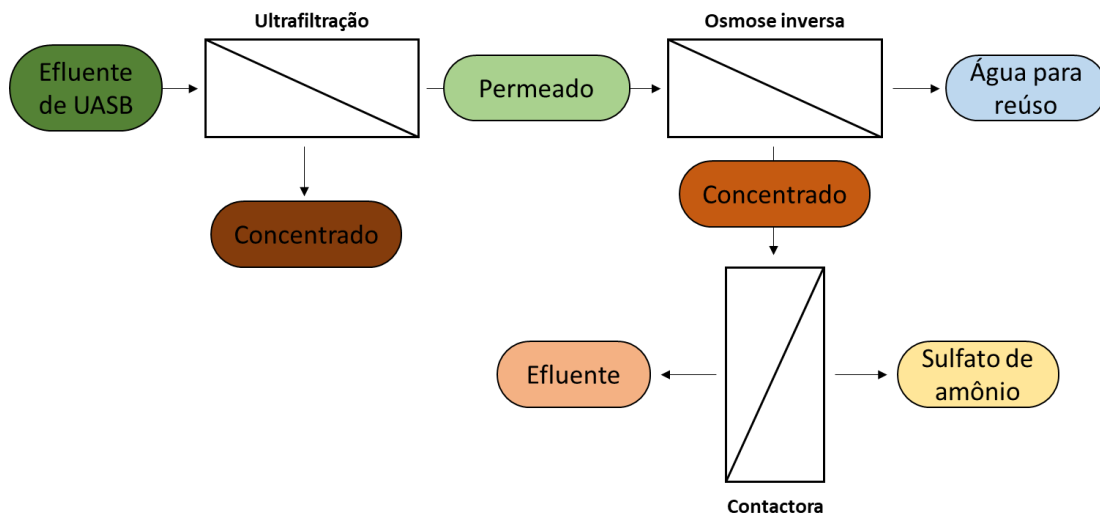 Ultrafiltração
Osmose inversa
Efluente
de UASB
Permeado
Água para
reúso
Concentrado
Concentrado
Efluente
Sulfato de
amônio
Contactora